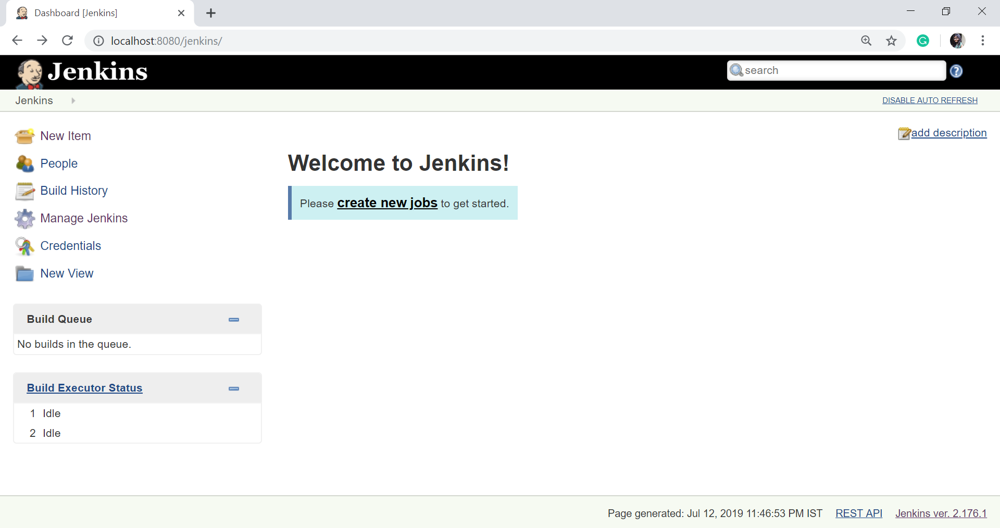 Dashboard [Jenkins]
localhost:8080/jenkins/
Jenkins
search
Jenkins
DISABLE AUTO REFRESH
New Item
People
Build History
Manage Jenkins
Credentials
New View
add description
Welcome to Jenkins!
Please create new jobs to get started.
Build Queue
No builds in the queue.
Build Executor Status
1 Idle
2 Idle
Page generated: Jul 12, 2019 11:46:53 PM IST REST API Jenkins ver. 2.176.1